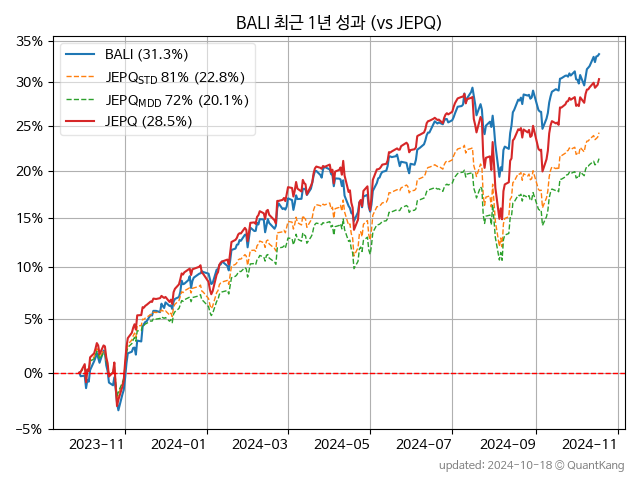 BALI 최근 1년 성과 (vs JEPQ)
BALI (31.3%)
JEPQSTD 81% (22.8%)
JEPQMDD 72% (20.1%)
JEPQ (28.5%)
35%
30%
25%
20%
15%
10%
5%
0%
−5%
2023−11 2024−01 2024−03 2024−05 2024−07 2024−09 2024−11
updated: 2024-10-18 © QuantKang